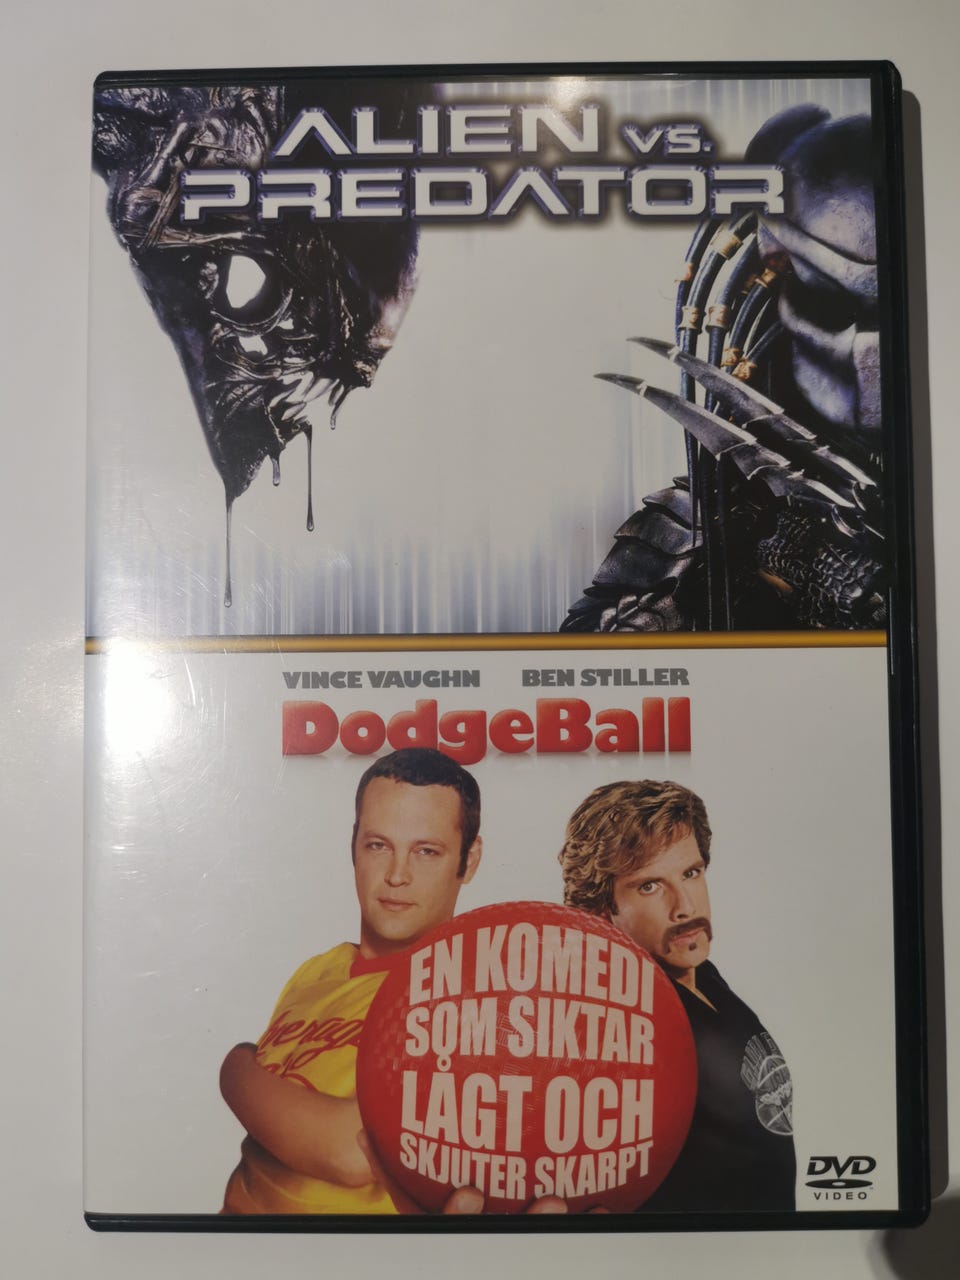 ALIEN VS.
PREDATOR
VINCE VAUGHN BEN STILLER
DodgeBall
EN KOMEDI
SOM SIKTAR
LÅGT OCH
SKJUTER SKARPT
DVD
VIDEO